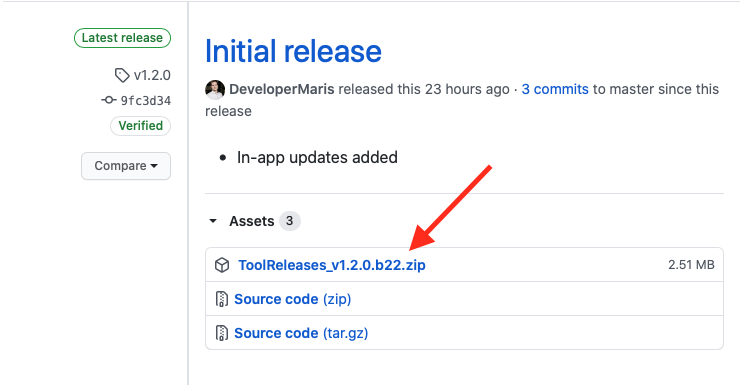 Latest release
v1.2.0
9fc3d34
Verified
Compare
Initial release
DeveloperMaris released this 23 hours ago · 3 commits to master since this
release
• In-app updates added
Assets 3
ToolReleases_v1.2.0.b22.zip 2.51 MB
Source code (zip)
Source code (tar.gz)